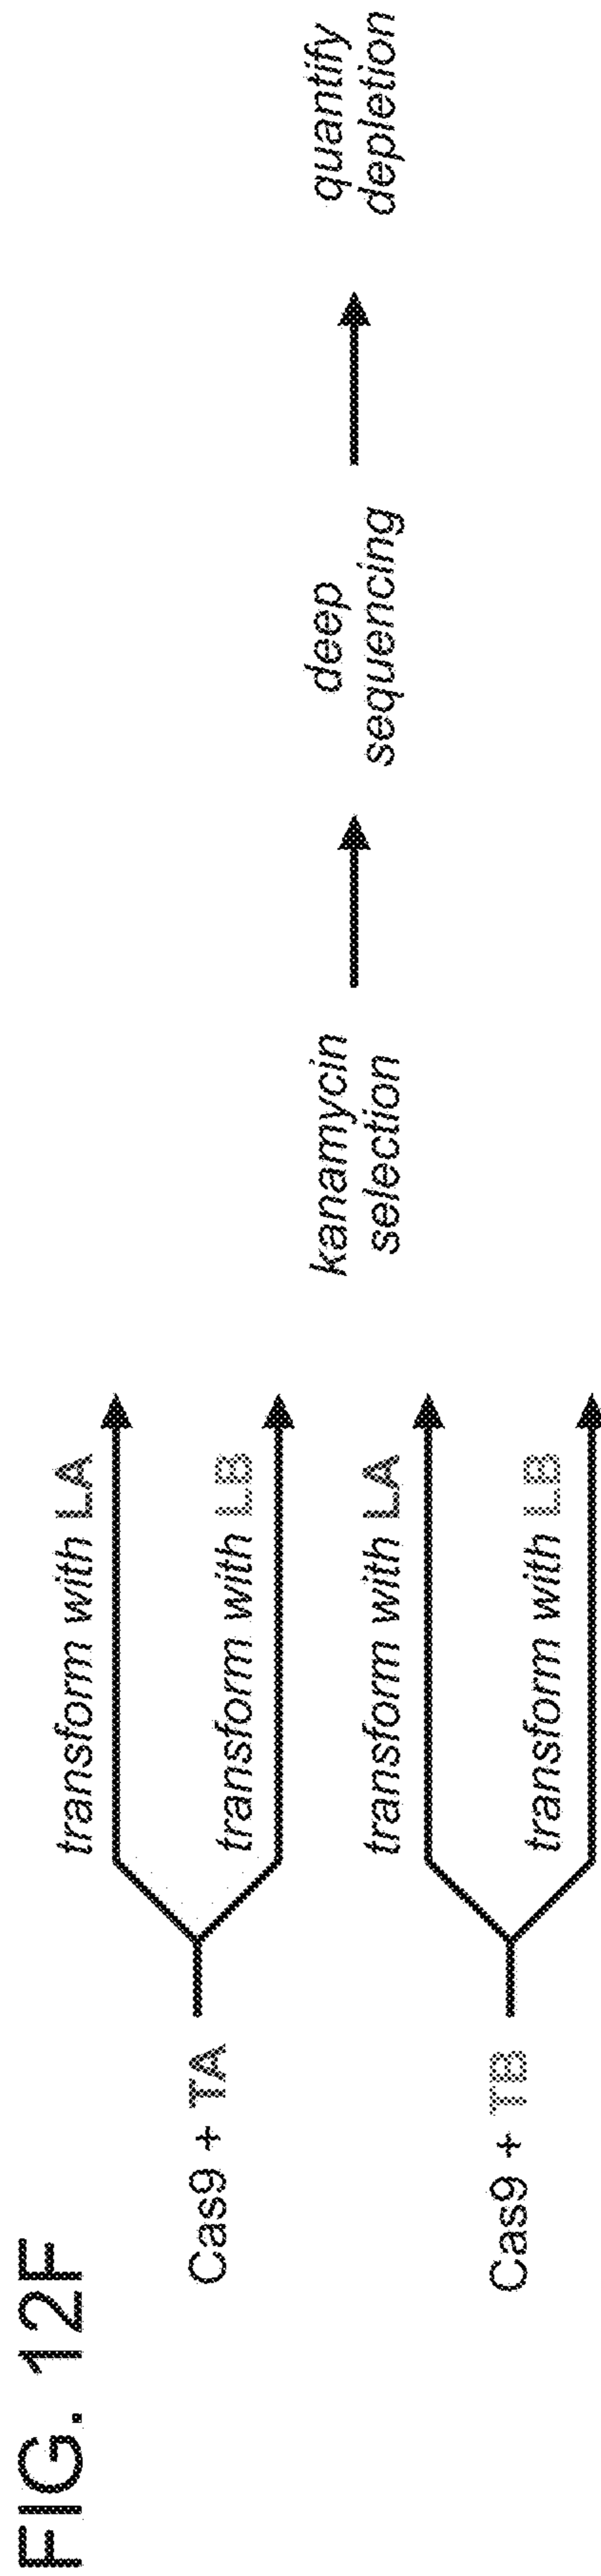 FIG. 12F
Cas9 + TA
transform with LA
transform with LB
Cas9 + TB
transform with LA
transform with LB
kanamycin
selection
deep
sequencing
quantify
depletion